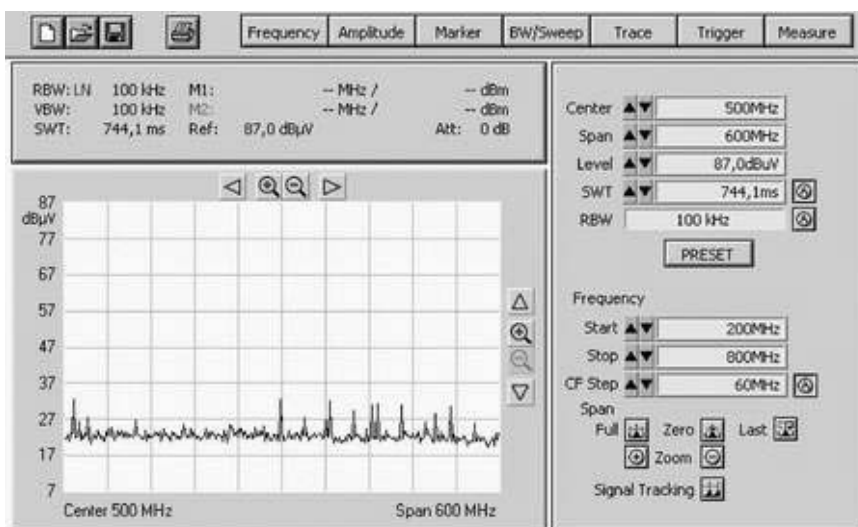 Frequency Amplitude Marker BW/Sweep Trace Trigger Measure
RBW: LN 100 kHz M1: -- MHz / -- dBm
VBW: 100 kHz M2: -- MHz / -- dBm
SWT: 744,1 ms Ref: 87,0 dBµV Att: 0 dB
87
dBµV
77
67
57
47
37
27
17
7
Center 500 MHz Span 600 MHz
Center 500MHz
Span 600MHz
Level 87,0dBuV
SWT 744,1ms
RBW 100 kHz
PRESET
Frequency
Start 200MHz
Stop 800MHz
CF Step 60MHz
Span
Full Zero Last
Zoom
Signal Tracking